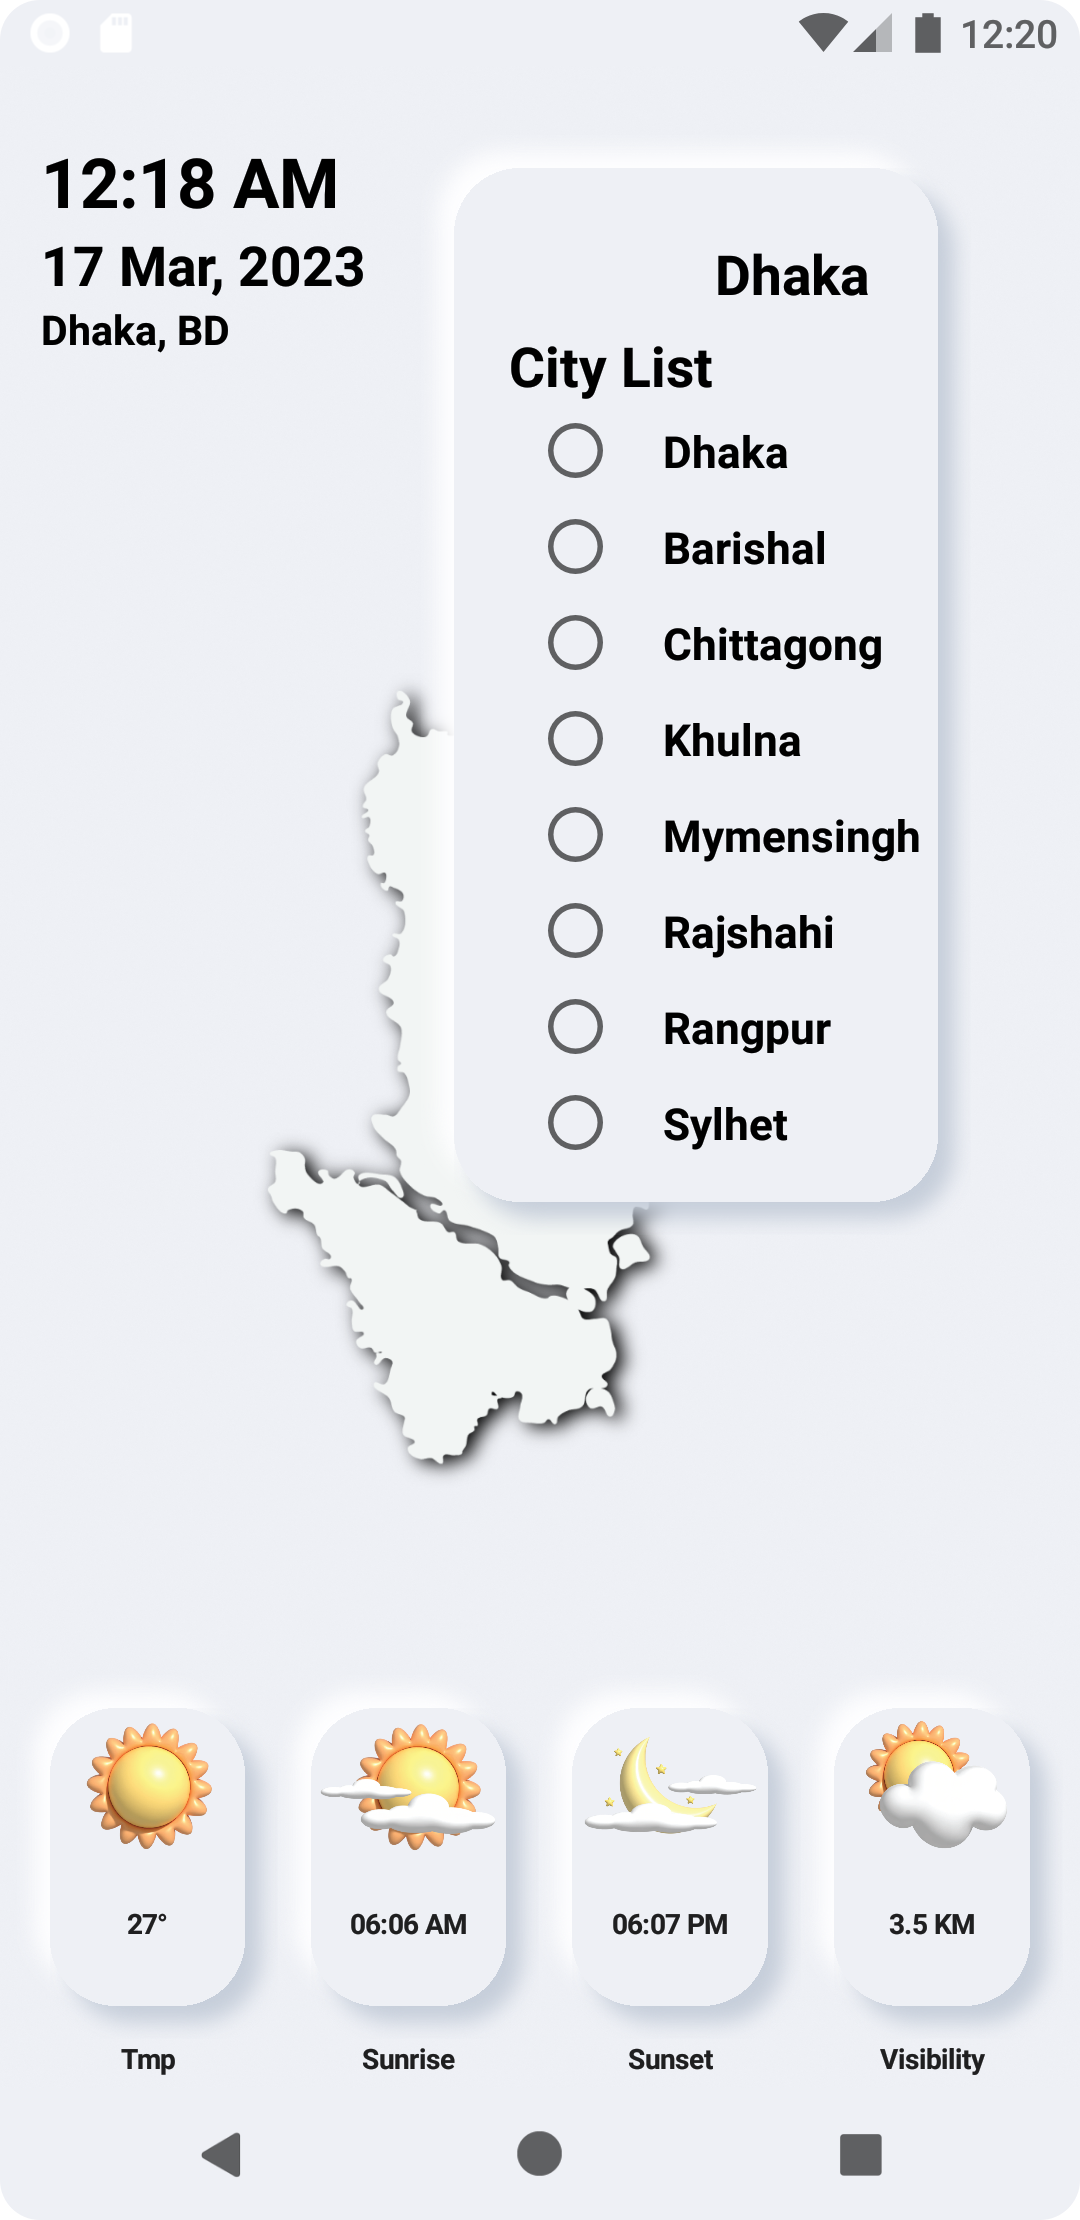 12:20
12:18 AM
17 Mar, 2023
Dhaka, BD
Dhaka
City List
Dhaka
Barishal
Chittagong
Khulna
Mymensingh
Rajshahi
Rangpur
Sylhet
27°
06:06 AM
06:07 PM
3.5 KM
Tmp
Sunrise
Sunset
Visibility